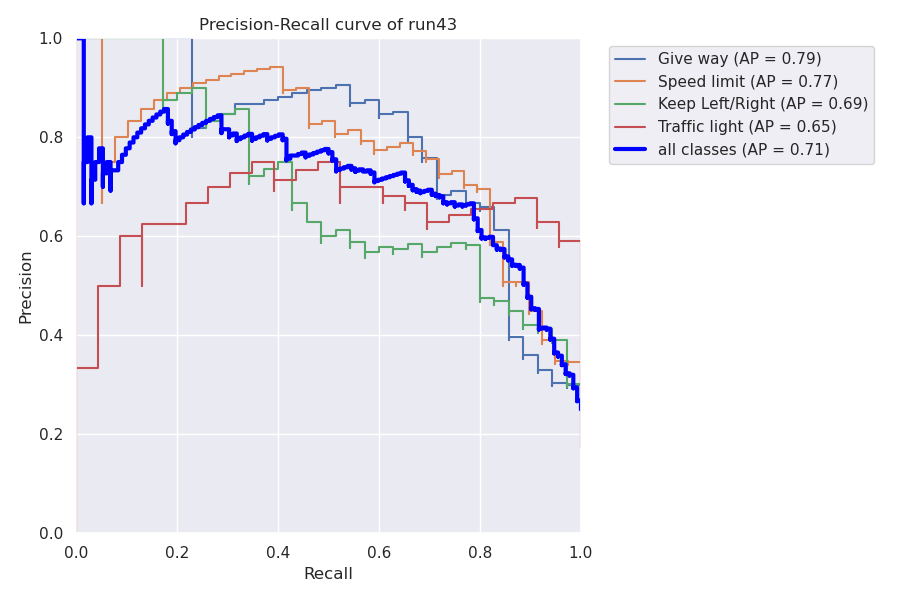 Precision-Recall curve of run43
1.0
0.8
0.6
0.4
0.2
0.0
Precision
0.0 0.2 0.4 0.6 0.8 1.0
Recall
Give way (AP = 0.79)
Speed limit (AP = 0.77)
Keep Left/Right (AP = 0.69)
Traffic light (AP = 0.65)
all classes (AP = 0.71)